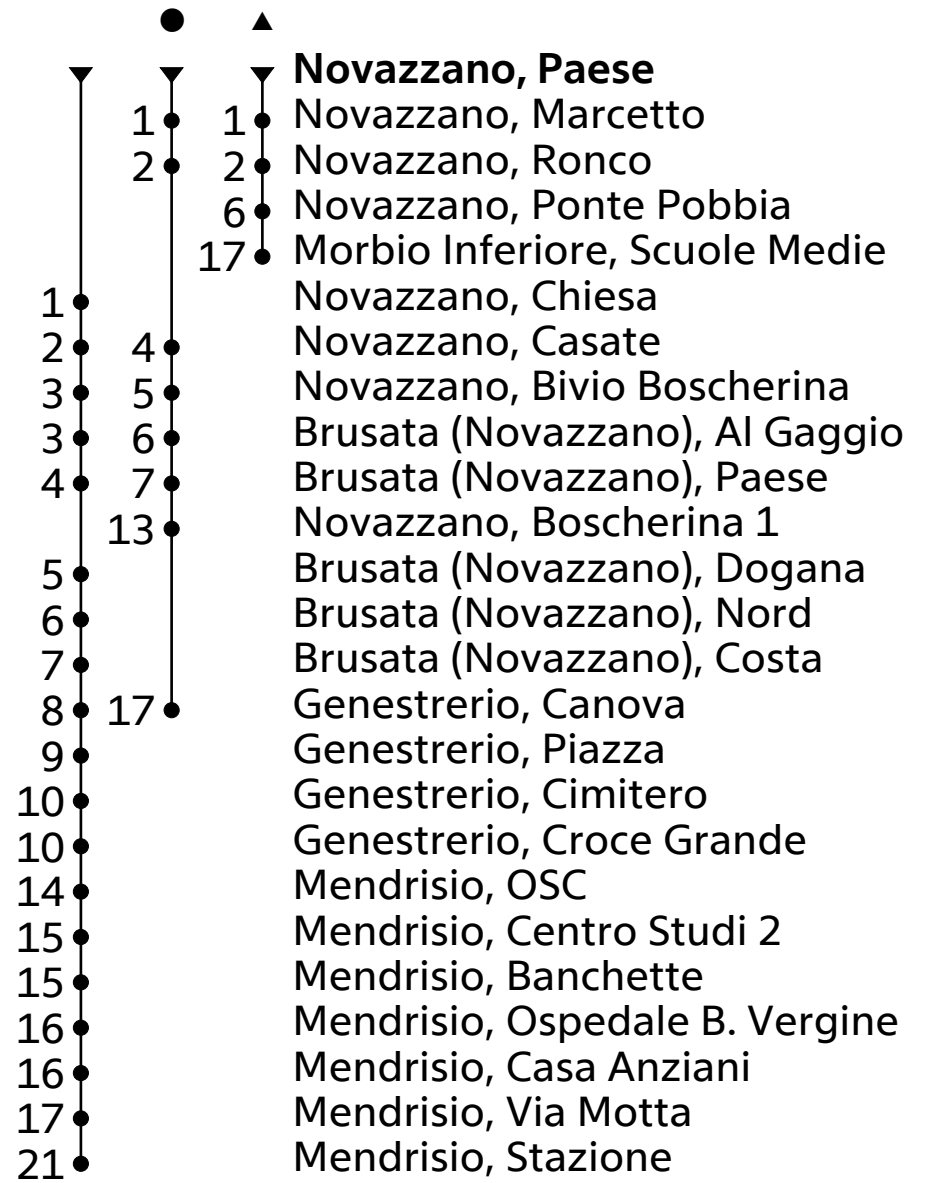 ● ▲
Novazzano, Paese
1 1 Novazzano, Marcetto
2 2 Novazzano, Ronco
6 Novazzano, Ponte Pobbia
17 Morbio Inferiore, Scuole Medie
1 Novazzano, Chiesa
2 4 Novazzano, Casate
3 5 Novazzano, Bivio Boscherina
3 6 Brusata (Novazzano), Al Gaggio
4 7 Brusata (Novazzano), Paese
13 Novazzano, Boscherina 1
5 Brusata (Novazzano), Dogana
6 Brusata (Novazzano), Nord
7 Brusata (Novazzano), Costa
8 17 Genestrerio, Canova
9 Genestrerio, Piazza
10 Genestrerio, Cimitero
10 Genestrerio, Croce Grande
14 Mendrisio, OSC
15 Mendrisio, Centro Studi 2
15 Mendrisio, Banchette
16 Mendrisio, Ospedale B. Vergine
16 Mendrisio, Casa Anziani
17 Mendrisio, Via Motta
21 Mendrisio, Stazione